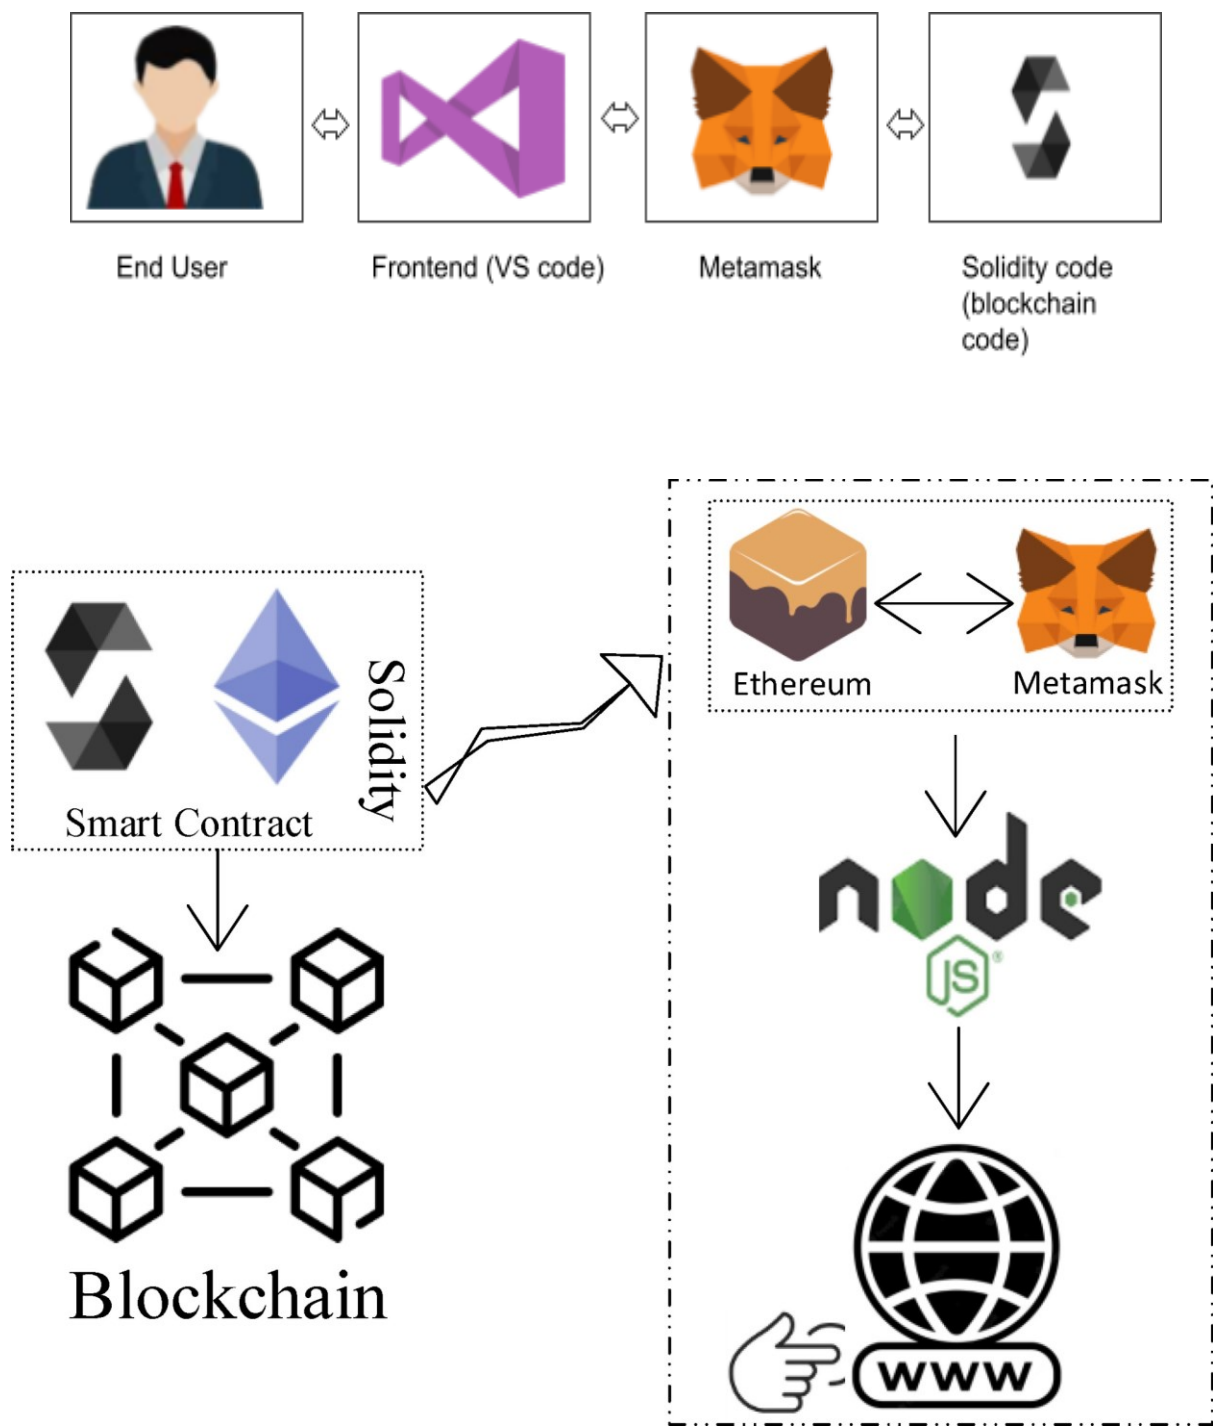 End User
Frontend (VS code)
Metamask
Solidity code
(blockchain
code)
Ethereum
Metamask
Solidity
Smart Contract
node
JS®
Blockchain
www